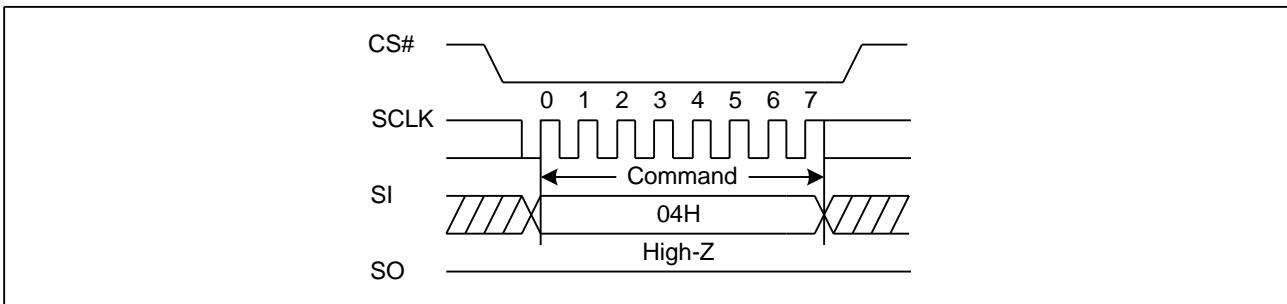 CS#
0 1 2 3 4 5 6 7
SCLK
Command
SI
04H
High-Z
SO